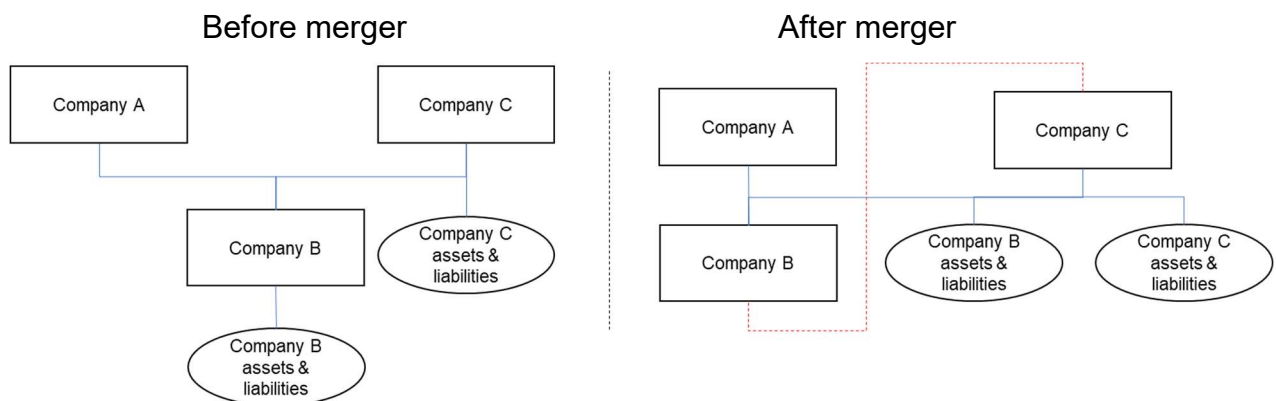 Before merger
After merger
Company A
Company C
Company B
Company C
assets &
liabilities
Company B
assets &
liabilities
Company A
Company C
Company B
Company B
assets &
liabilities
Company C
assets &
liabilities